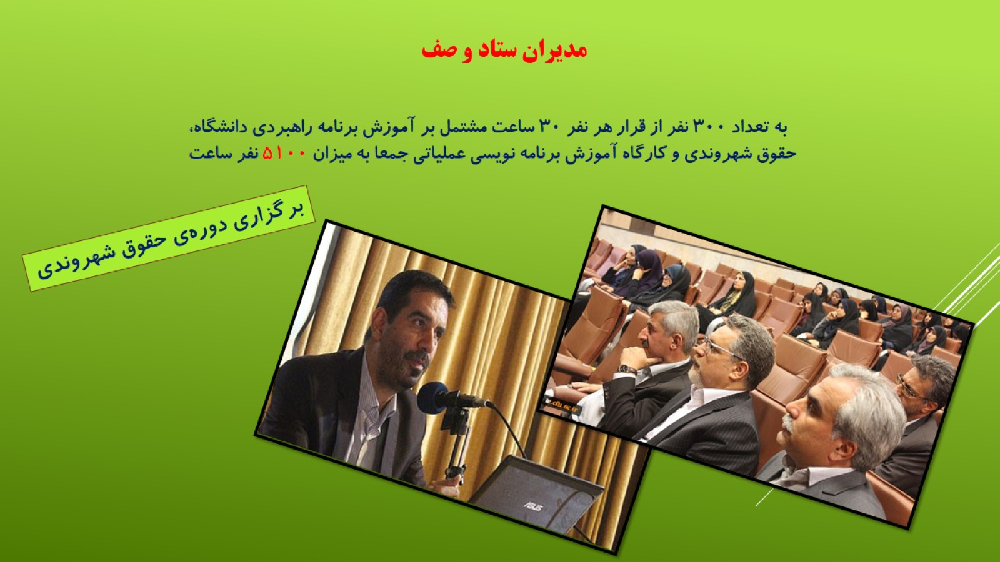 مدیران ستاد و صف
به تعداد ۳۰۰ نفر از قرار هر نفر ۳۰ ساعت مشتمل بر آموزش برنامه راهبردی دانشگاه،
حقوق شهروندی و کارگاه آموزش برنامه نویسی عملیاتی جمعا به میزان ۵۱۰۰ نفر ساعت
برگزاری دوره‌ی حقوق شهروندی
ie.cfu.ac.ir
ASUS